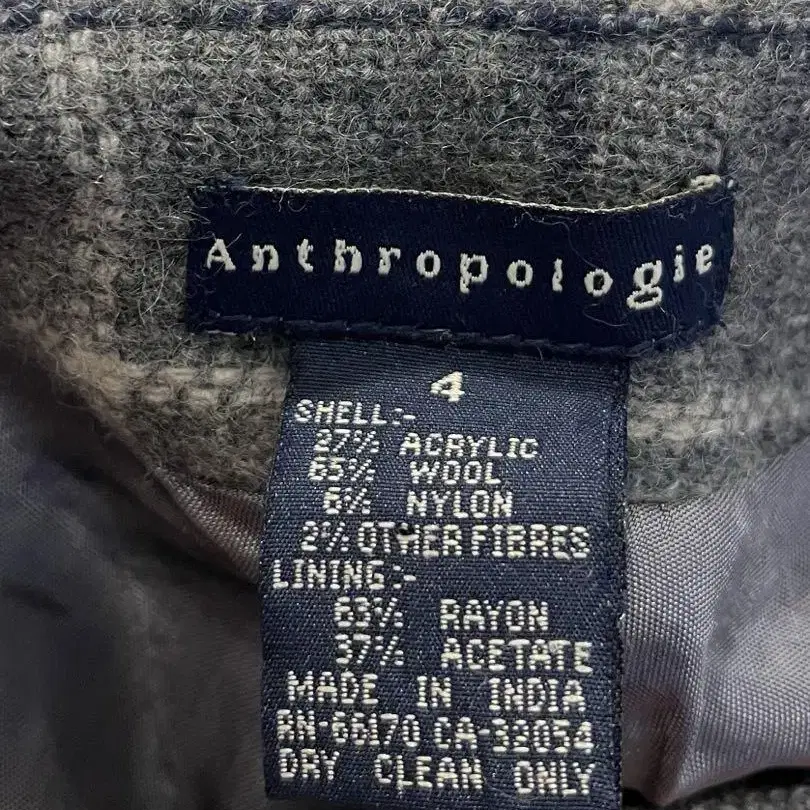 Anthropologie
4
SHELL:-
27% ACRYLIC
65% WOOL
6% NYLON
2% OTHER FIBRES
LINING:-
63% RAYON
37% ACETATE
MADE IN INDIA
RN-66170 CA-38054
DRY CLEAN ONLY